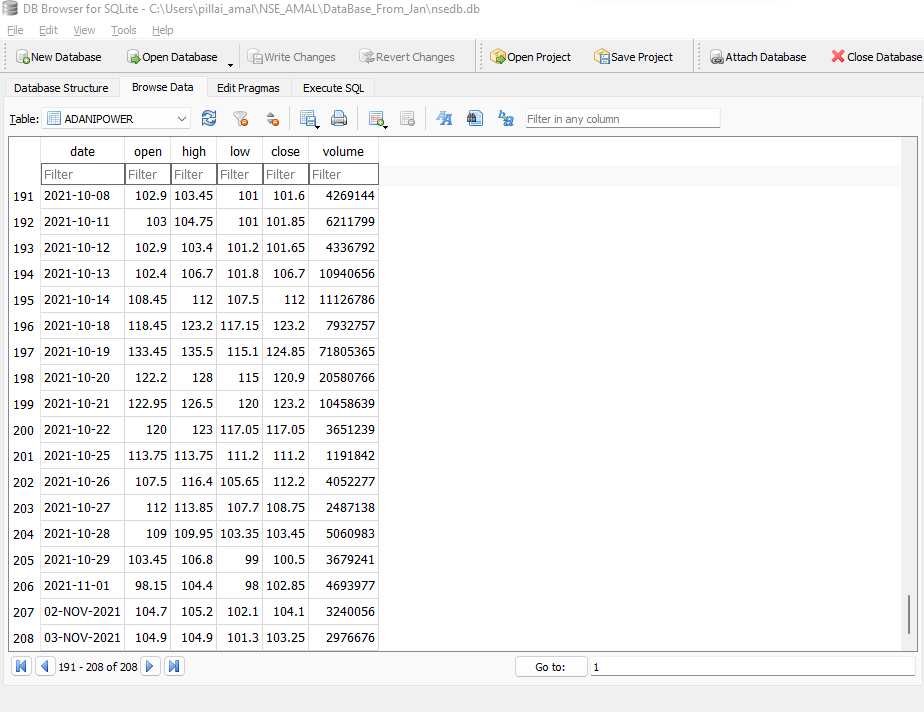 DB Browser for SQLite - C:\Users\pillai_amal\NSE_AMAL\DataBase_From_Jan\nsedb.db
File Edit View Tools Help
New Database Open Database Write Changes Revert Changes Open Project Save Project Attach Database Close Database
Database Structure Browse Data Edit Pragmas Execute SQL
Table: ADANIPOWER Filter in any column
date open high low close volume
Filter Filter Filter Filter Filter Filter
191 2021-10-08 102.9 103.45 101 101.6 4269144
192 2021-10-11 103 104.75 101 101.85 6211799
193 2021-10-12 102.9 103.4 101.2 101.65 4336792
194 2021-10-13 102.4 106.7 101.8 106.7 10940656
195 2021-10-14 108.45 112 107.5 112 11126786
196 2021-10-18 118.45 123.2 117.15 123.2 7932757
197 2021-10-19 133.45 135.5 115.1 124.85 71805365
198 2021-10-20 122.2 128 115 120.9 20580766
199 2021-10-21 122.95 126.5 120 123.2 10458639
200 2021-10-22 120 123 117.05 117.05 3651239
201 2021-10-25 113.75 113.75 111.2 111.2 1191842
202 2021-10-26 107.5 116.4 105.65 112.2 4052277
203 2021-10-27 112 113.85 107.7 108.75 2487138
204 2021-10-28 109 109.95 103.35 103.45 5060983
205 2021-10-29 103.45 106.8 99 100.5 3679241
206 2021-11-01 98.15 104.4 98 102.85 4693977
207 02-NOV-2021 104.7 105.2 102.1 104.1 3240056
208 03-NOV-2021 104.9 104.9 101.3 103.25 2976676
191 - 208 of 208 Go to: 1